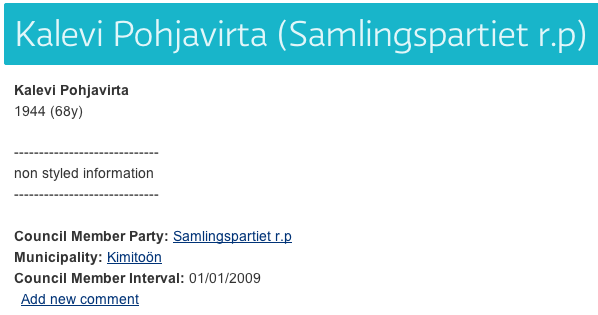 Kalevi Pohjavirta (Samlingspartiet r.p)
Kalevi Pohjavirta
1944 (68y)
-----------------------------
non styled information
-----------------------------
Council Member Party: Samlingspartiet r.p
Municipality: Kimitoön
Council Member Interval: 01/01/2009
Add new comment